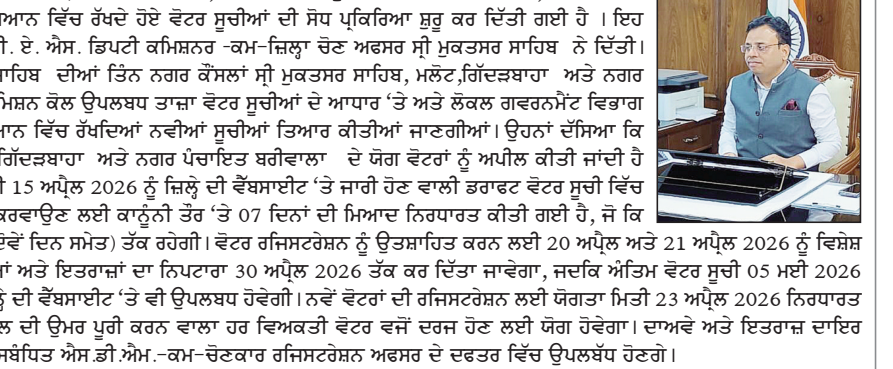 ਵਿੱਚ ਰੱਖਦੇ ਹੋਏ ਵੋਟਰ ਸੂਚੀਆਂ ਦੀ ਸੋਧ ਪ੍ਰਕਿਰਿਆ ਸ਼ੁਰੂ ਕਰ ਦਿੱਤੀ ਗਈ ਹੈ । ਇਹ
ਏ. ਐਸ. ਡਿਪਟੀ ਕਮਿਸ਼ਨਰ -ਕਮ-ਜ਼ਿਲ੍ਹਾ ਚੋਣ ਅਫਸਰ ਸ੍ਰੀ ਮੁਕਤਸਰ ਸਾਹਿਬ ਨੇ ਦਿੱਤੀ।
ਦੀਆਂ ਤਿੰਨ ਨਗਰ ਕੌਂਸਲਾਂ ਸ੍ਰੀ ਮੁਕਤਸਰ ਸਾਹਿਬ, ਮਲੋਟ,ਗਿੱਦੜਬਾਹਾ ਅਤੇ ਨਗਰ
ਕੋਲ ਉਪਲਬਧ ਤਾਜ਼ਾ ਵੋਟਰ ਸੂਚੀਆਂ ਦੇ ਆਧਾਰ ‘ਤੇ ਅਤੇ ਲੋਕਲ ਗਵਰਨਮੈਂਟ ਵਿਭਾਗ
ਵਿੱਚ ਰੱਖਦਿਆਂ ਨਵੀਆਂ ਸੂਚੀਆਂ ਤਿਆਰ ਕੀਤੀਆਂ ਜਾਣਗੀਆਂ। ਉਹਨਾਂ ਦੱਸਿਆ ਕਿ
ਗਿੱਦੜਬਾਹਾ ਅਤੇ ਨਗਰ ਪੰਚਾਇਤ ਬਰੀਵਾਲਾ ਦੇ ਯੋਗ ਵੋਟਰਾਂ ਨੂੰ ਅਪੀਲ ਕੀਤੀ ਜਾਂਦੀ ਹੈ
15 ਅਪ੍ਰੈਲ 2026 ਨੂੰ ਜ਼ਿਲ੍ਹੇ ਦੀ ਵੈੱਬਸਾਈਟ ‘ਤੇ ਜਾਰੀ ਹੋਣ ਵਾਲੀ ਡਰਾਫਟ ਵੋਟਰ ਸੂਚੀ ਵਿੱਚ
ਕਰਵਾਉਣ ਲਈ ਕਾਨੂੰਨੀ ਤੌਰ ‘ਤੇ 07 ਦਿਨਾਂ ਦੀ ਮਿਆਦ ਨਿਰਧਾਰਤ ਕੀਤੀ ਗਈ ਹੈ, ਜੋ ਕਿ
ਦਿਨ ਸਮੇਤ) ਤੱਕ ਰਹੇਗੀ। ਵੋਟਰ ਰਜਿਸਟਰੇਸ਼ਨ ਨੂੰ ਉਤਸ਼ਾਹਿਤ ਕਰਨ ਲਈ 20 ਅਪ੍ਰੈਲ ਅਤੇ 21 ਅਪ੍ਰੈਲ 2026 ਨੂੰ ਵਿਸ਼ੇਸ਼
ਅਤੇ ਇਤਰਾਜ਼ਾਂ ਦਾ ਨਿਪਟਾਰਾ 30 ਅਪ੍ਰੈਲ 2026 ਤੱਕ ਕਰ ਦਿੱਤਾ ਜਾਵੇਗਾ, ਜਦਕਿ ਅੰਤਿਮ ਵੋਟਰ ਸੂਚੀ 05 ਮਈ 2026
ਦੀ ਵੈੱਬਸਾਈਟ ‘ਤੇ ਵੀ ਉਪਲਬਧ ਹੋਵੇਗੀ। ਨਵੇਂ ਵੋਟਰਾਂ ਦੀ ਰਜਿਸਟਰੇਸ਼ਨ ਲਈ ਯੋਗਤਾ ਮਿਤੀ 23 ਅਪ੍ਰੈਲ 2026 ਨਿਰਧਾਰਤ
ਦੀ ਉਮਰ ਪੂਰੀ ਕਰਨ ਵਾਲਾ ਹਰ ਵਿਅਕਤੀ ਵੋਟਰ ਵਜੋਂ ਦਰਜ ਹੋਣ ਲਈ ਯੋਗ ਹੋਵੇਗਾ। ਦਾਅਵੇ ਅਤੇ ਇਤਰਾਜ਼ ਦਾਇਰ
ਸਬੰਧਿਤ ਐਸ.ਡੀ.ਐਮ.-ਕਮ-ਚੋਣਕਾਰ ਰਜਿਸਟਰੇਸ਼ਨ ਅਫਸਰ ਦੇ ਦਫਤਰ ਵਿੱਚ ਉਪਲਬੱਧ ਹੋਣਗੇ।